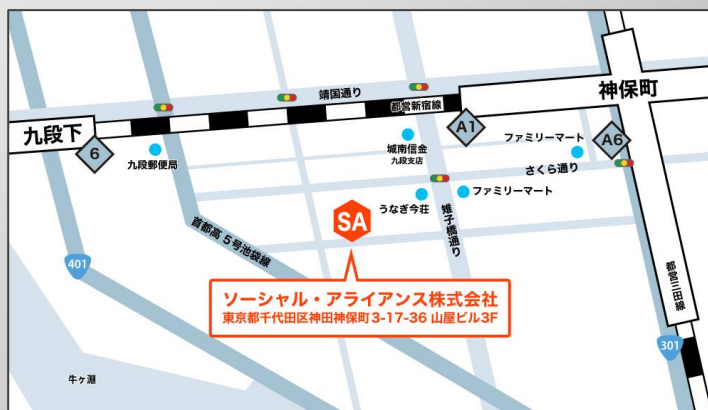 靖国通り
都営新宿線
神保町
九段下
6
九段郵便局
城南信金
九段支店
A1
ファミリーマート
A6
さくら通り
うなぎ今荘
ファミリーマート
雉子橋通り
SA
首都高 5号池袋線
401
ソーシャル・アライアンス株式会社
東京都千代田区神田神保町3-17-36 山屋ビル3F
都営三田線
301
牛ヶ淵